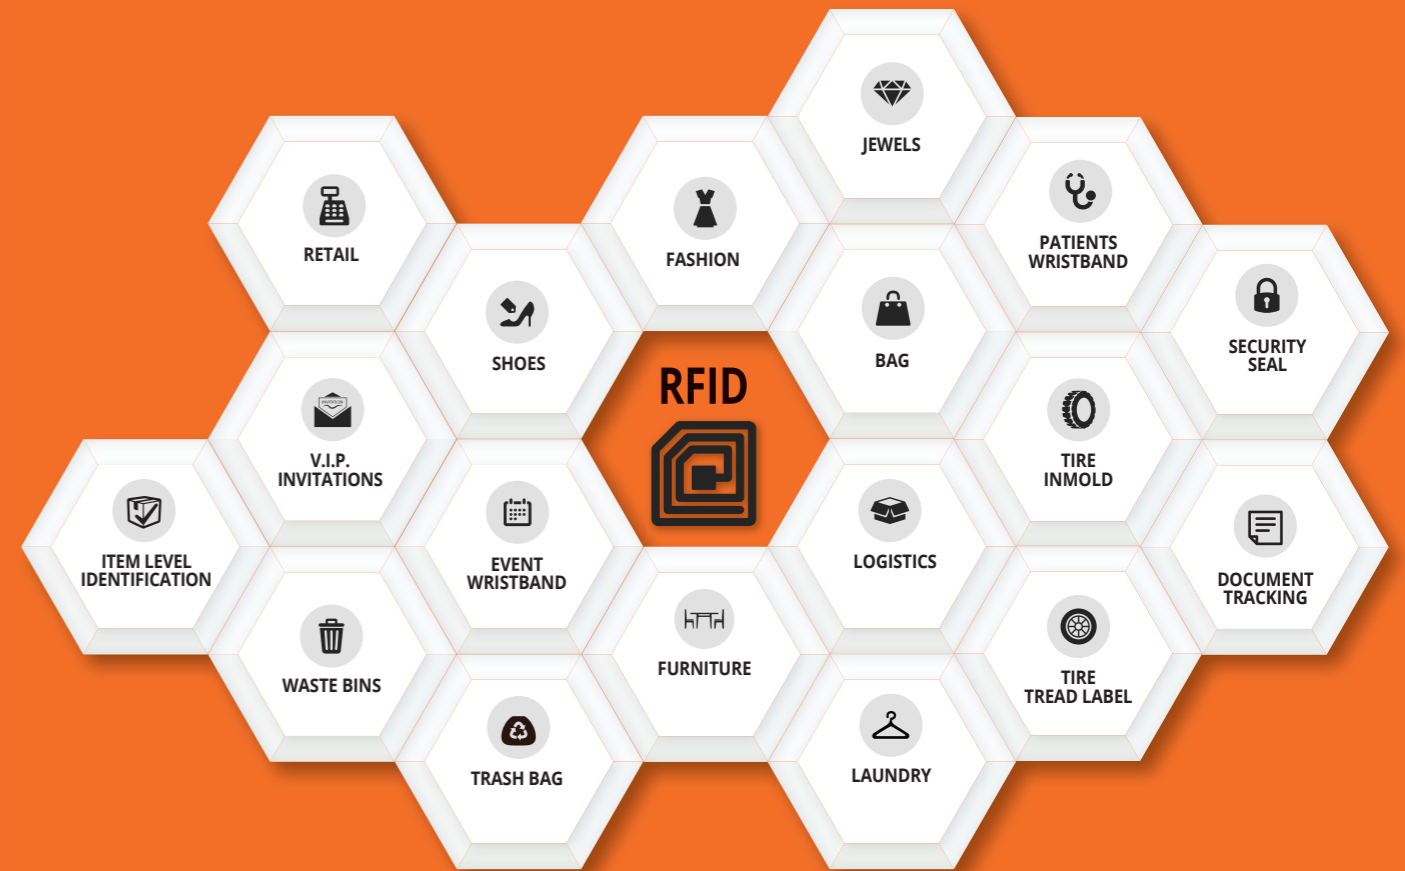 JEWELS
RETAIL
FASHION
PATIENTS
WRISTBAND
SHOES
BAG
SECURITY
SEAL
RFID
V.I.P.
INVITATIONS
TIRE
INMOLD
INVITATION
ITEM LEVEL
IDENTIFICATION
EVENT
WRISTBAND
LOGISTICS
DOCUMENT
TRACKING
WASTE BINS
FURNITURE
TIRE
TREAD LABEL
TRASH BAG
LAUNDRY